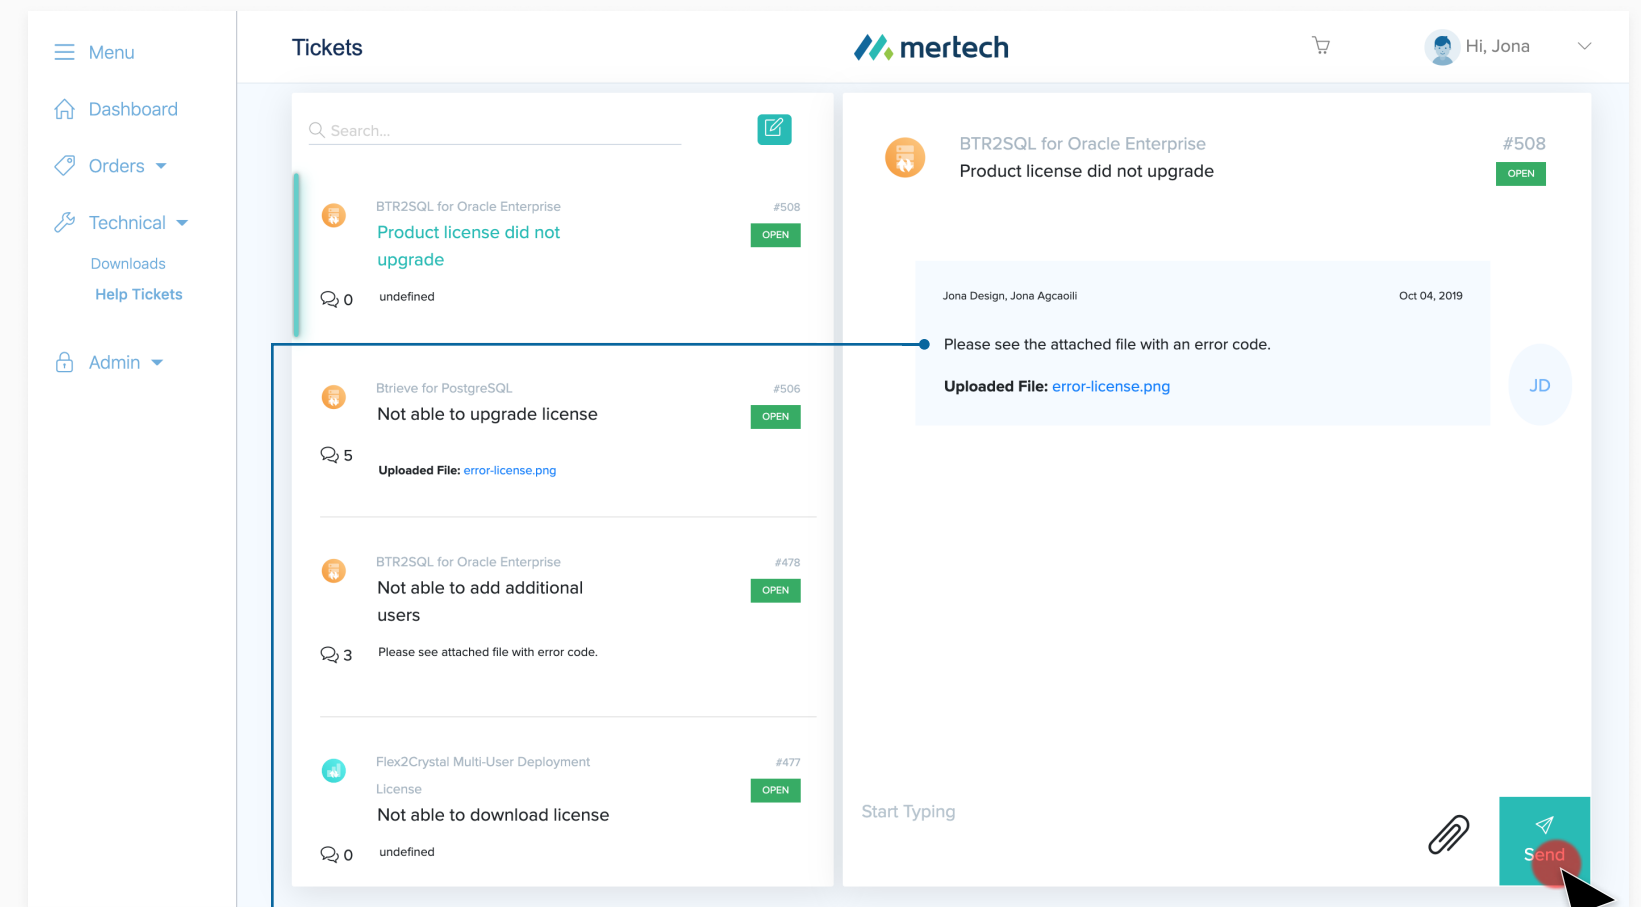 Menu
Dashboard
Orders
Technical
Downloads
Help Tickets
Admin
Tickets
mertech
Hi, Jona
Search...
BTR2SQL for Oracle Enterprise
#508
Product license did not
upgrade
OPEN
0
undefined
Btrieve for PostgreSQL
#506
Not able to upgrade license
OPEN
5
Uploaded File: error-license.png
BTR2SQL for Oracle Enterprise
#478
Not able to add additional
users
OPEN
3
Please see attached file with error code.
Flex2Crystal Multi-User Deployment
License
#477
Not able to download license
OPEN
0
undefined
BTR2SQL for Oracle Enterprise
#508
Product license did not upgrade
OPEN
Jona Design, Jona Agcaoili
Oct 04, 2019
Please see the attached file with an error code.
Uploaded File: error-license.png
JD
Start Typing
Send